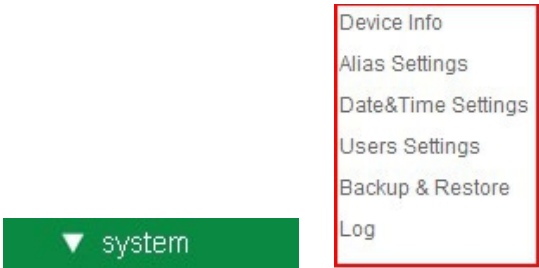 Device Info
Alias Settings
Date&Time Settings
Users Settings
Backup & Restore
Log
system